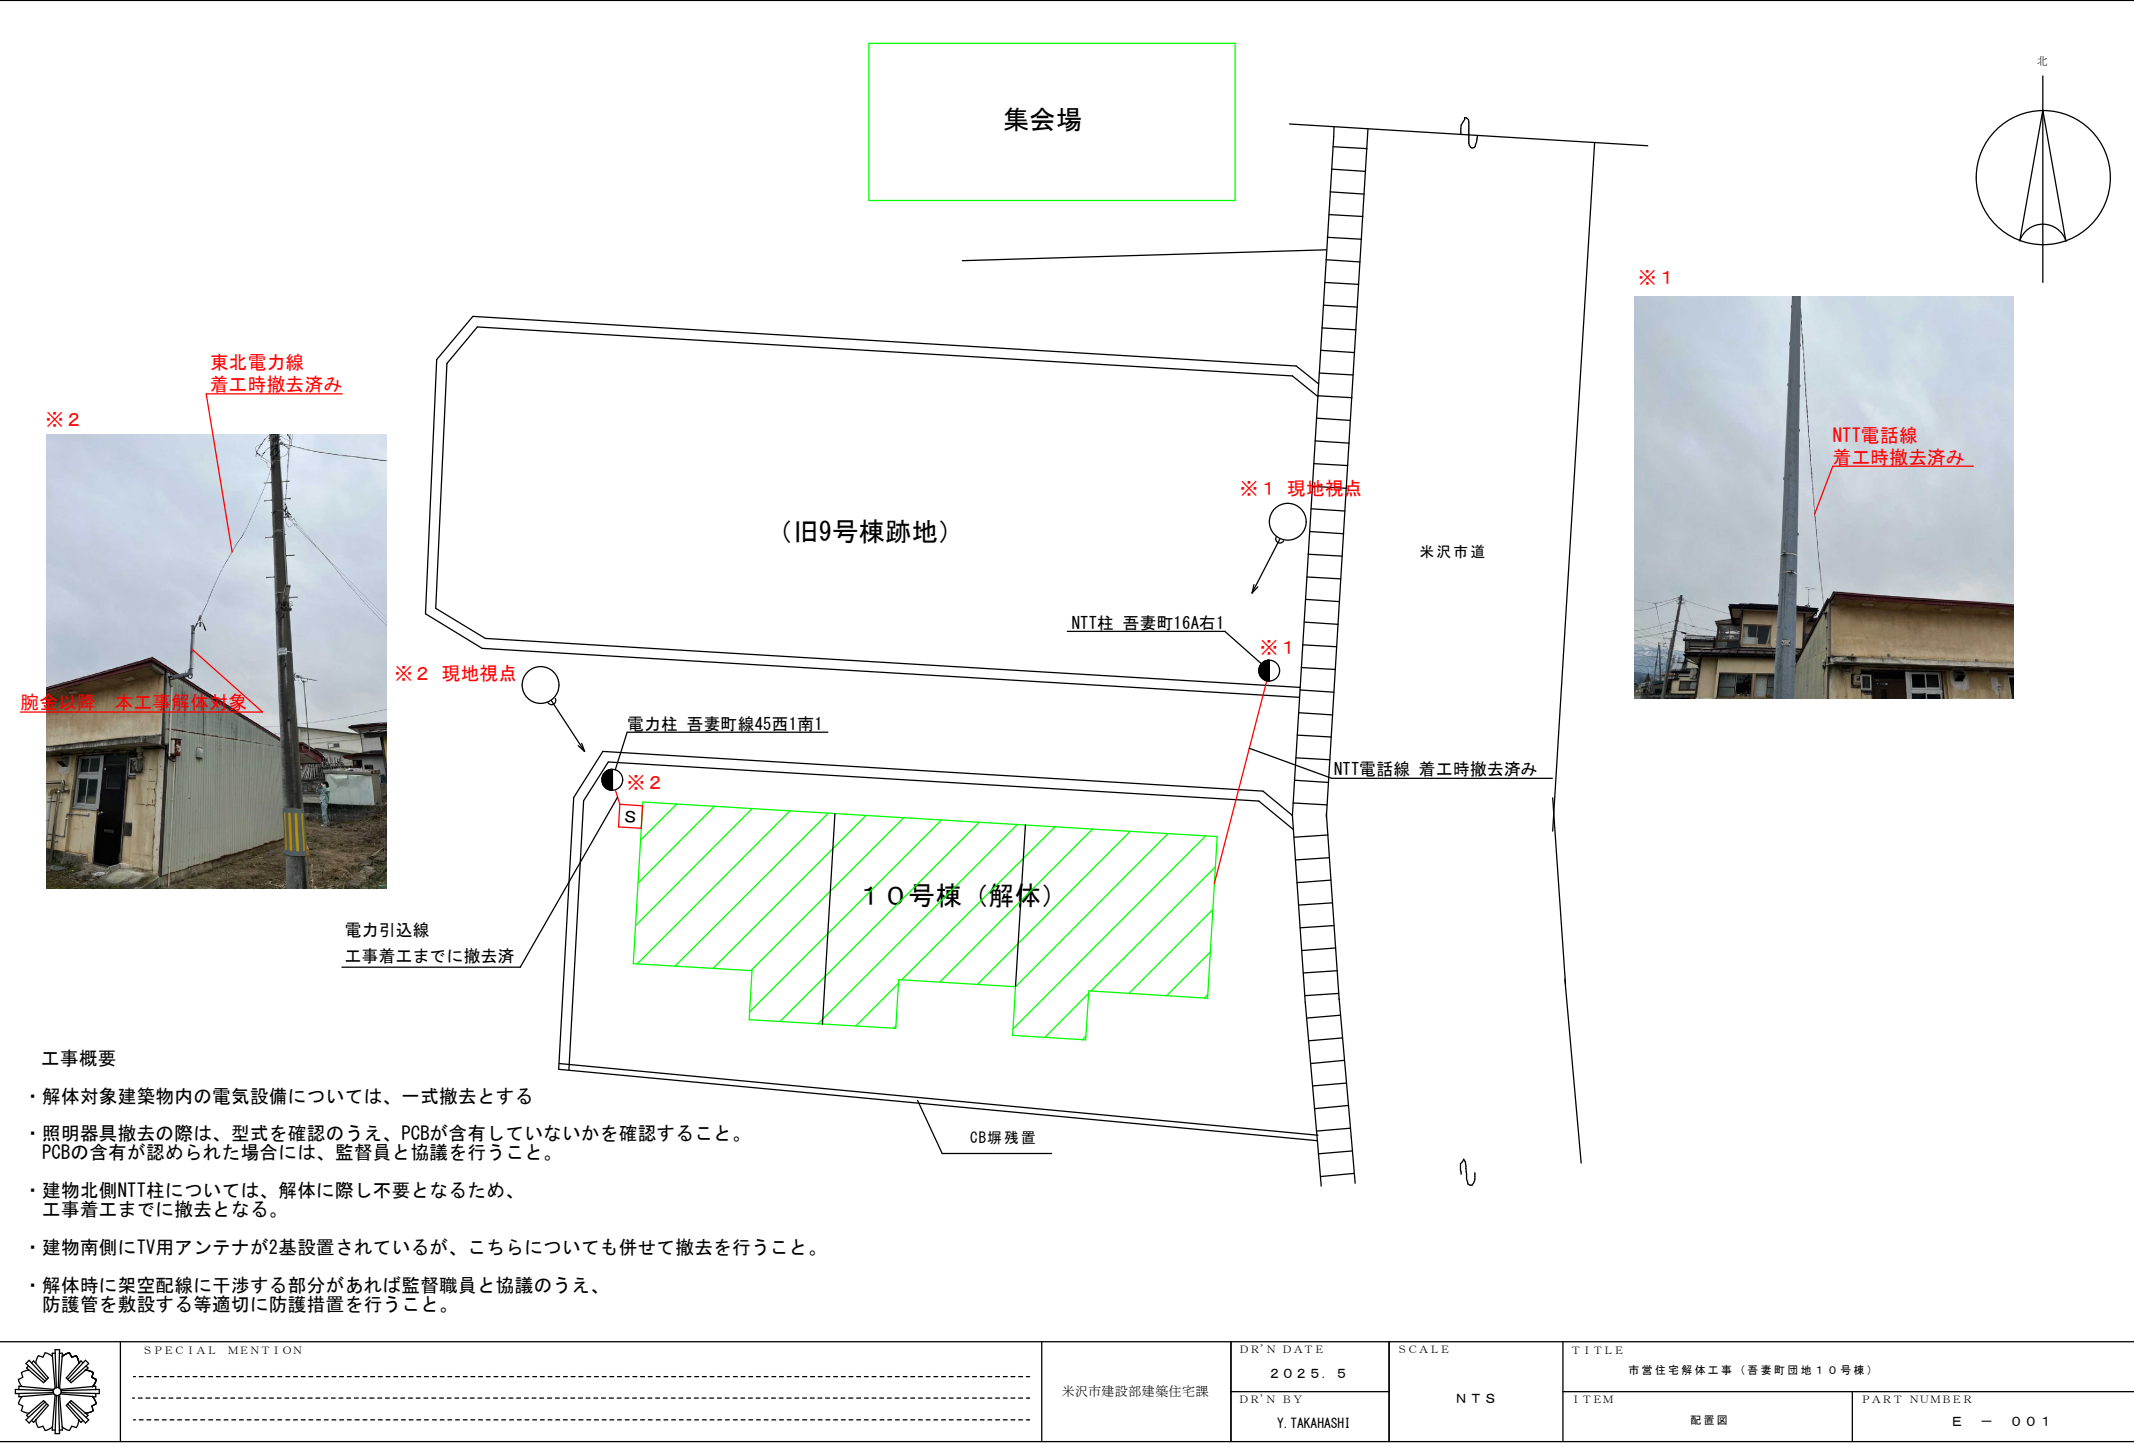 集会場
北
※１
東北電力線
着工時撤去済み
※２
NTT電話線
着工時撤去済み
※１ 現地視点
(旧9号棟跡地)
米沢市道
NTT柱 吾妻町16A右1
※１
※２ 現地視点
腕金以降 本工事解体対象
電力柱 吾妻町線45西1南1
※２
NTT電話線 着工時撤去済み
S
１０号棟（解体）
電力引込線
工事着工までに撤去済
工事概要
・解体対象建築物内の電気設備については、一式撤去とする
・照明器具撤去の際は、型式を確認のうえ、PCBが含有していないかを確認すること。
PCBの含有が認められた場合には、監督員と協議を行うこと。
CB塀残置
・建物北側NTT柱については、解体に際し不要となるため、
工事着工までに撤去となる。
・建物南側にTV用アンテナが2基設置されているが、こちらについても併せて撤去を行うこと。
・解体時に架空配線に干渉する部分があれば監督職員と協議のうえ、
防護管を敷設する等適切に防護措置を行うこと。
SPECIAL MENTION
米沢市建設部建築住宅課
DR'N DATE
２０２５．５
DR'N BY
Y.TAKAHASHI
SCALE
ＮＴＳ
TITLE
市営住宅解体工事（吾妻町団地１０号棟）
ITEM
配置図
PART NUMBER
Ｅ － ００１